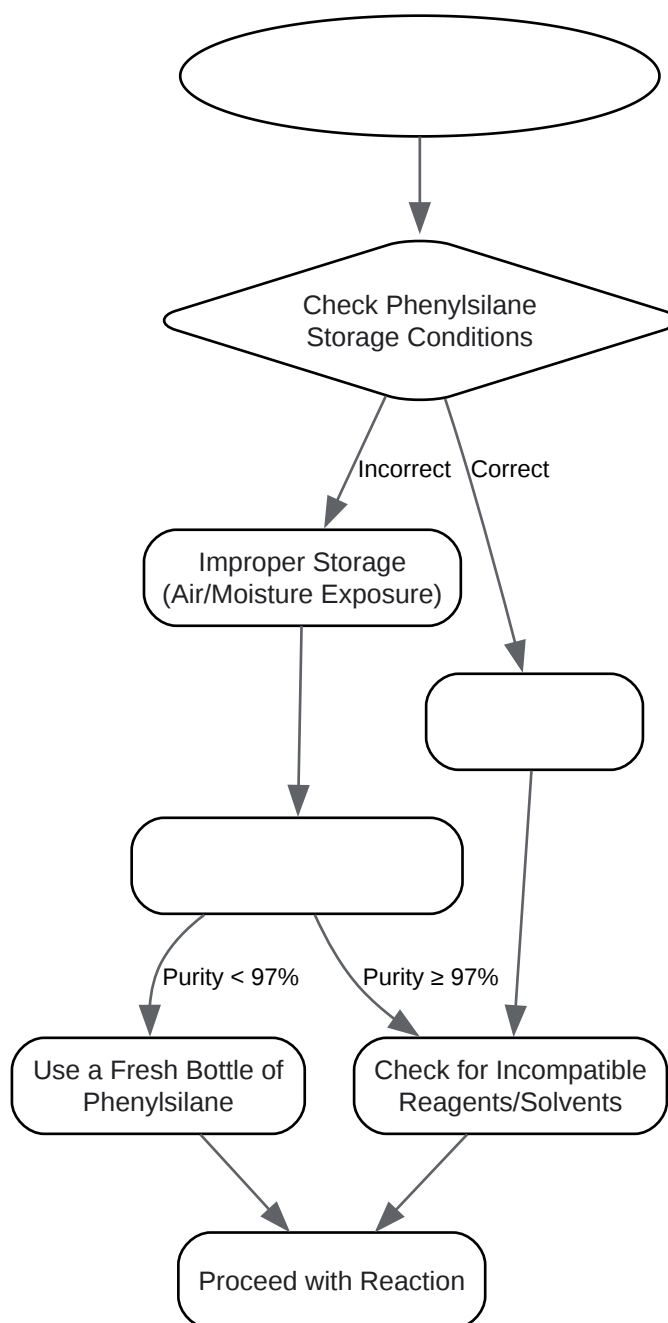 Check Phenylsilane
Storage Conditions
Incorrect
Correct
Improper Storage
(Air/Moisture Exposure)
Purity < 97%
Purity ≥ 97%
Use a Fresh Bottle of
Phenylsilane
Check for Incompatible
Reagents/Solvents
Proceed with Reaction